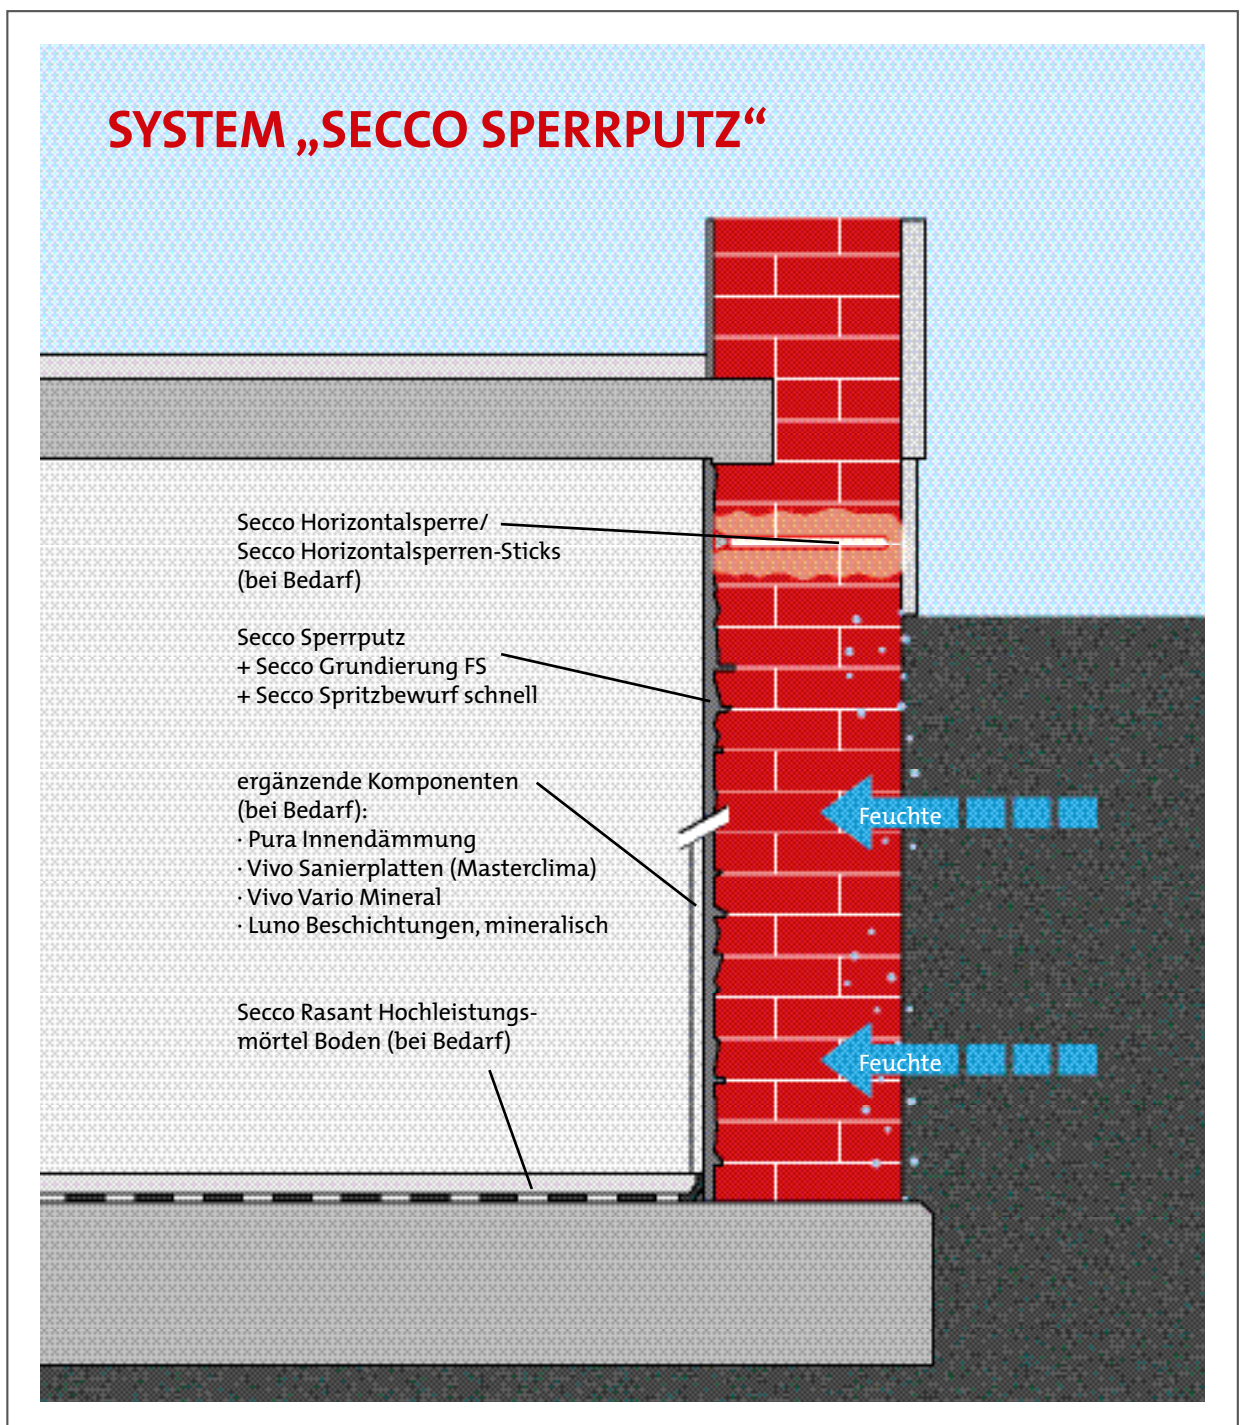 SYSTEM „SECCO SPERRPUTZ“
Secco Horizontalsperre/
Secco Horizontalsperren-Sticks
(bei Bedarf)
Secco Sperrputz
+ Secco Grundierung FS
+ Secco Spritzbewurf schnell
ergänzende Komponenten
(bei Bedarf):
· Pura Innendämmung
· Vivo Sanierplatten (Masterclima)
· Vivo Vario Mineral
· Luno Beschichtungen, mineralisch
Feuchte
Secco Rasant Hochleistungs-
mörtel Boden (bei Bedarf)
Feuchte